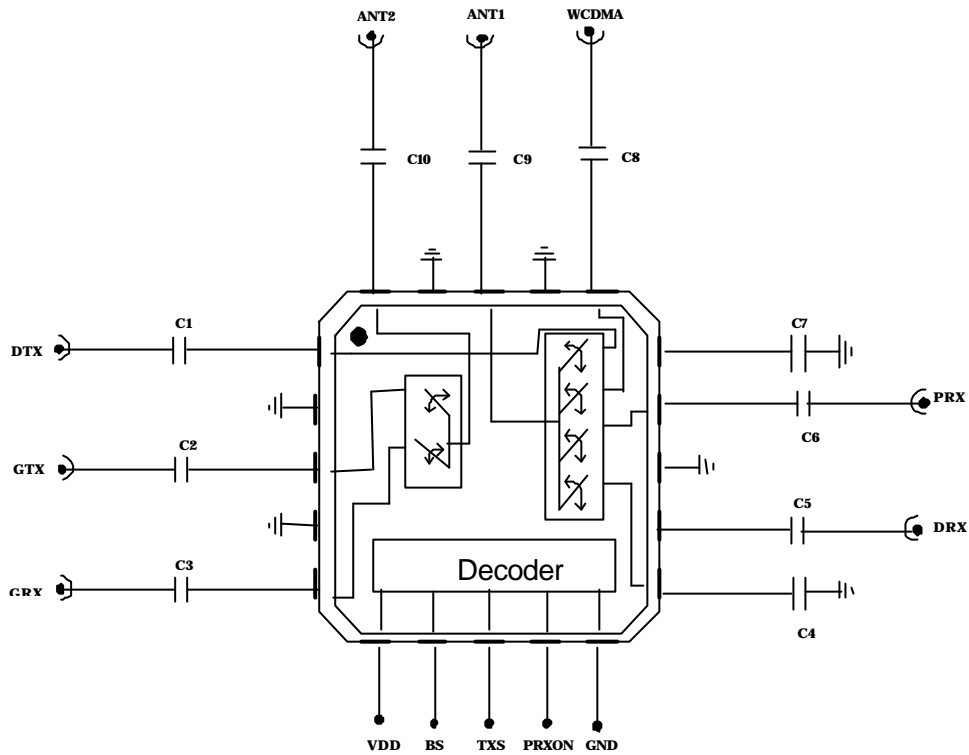 ANT2 ANT1 WCDMA
C10 C9 C8
C1 C7
DTX
PRX
C2 C6
GTX
C5
DRX
C3
GRX
Decoder
C4
VDD BS TXS PRXON GND